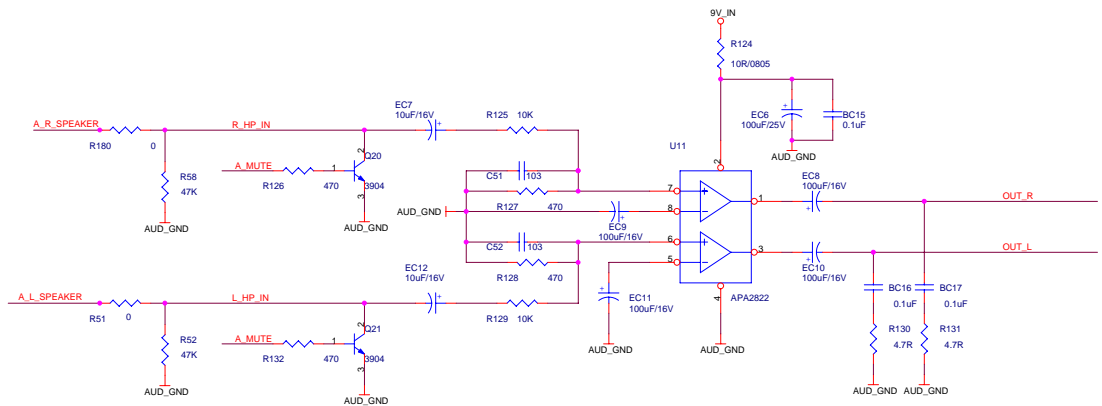 9V_IN
R124
10R/0805
EC7
10uF/16V
R125 10K
EC6
100uF/25V
BC15
0.1uF
A_R_SPEAKER
R_HP_IN
R180 0
2
Q20
U11
AUD_GND
A_MUTE
1
C51 103
2
EC8
100uF/16V
R58
47K
R126 470
3904
3
7
1
OUT_R
AUD_GND
R127 470
8
AUD_GND
AUD_GND
EC9
100uF/16V
6
3
OUT_L
C52 103
5
EC10
100uF/16V
EC12
10uF/16V
R128 470
BC16
0.1uF
BC17
0.1uF
A_L_SPEAKER
L_HP_IN
EC11
100uF/16V
4
APA2822
R51 0
R129 10K
2
Q21
R130
4.7R
R131
4.7R
R52
47K
A_MUTE
1
AUD_GND
AUD_GND
R132 470
3904
3
AUD_GND
AUD_GND
AUD_GND
AUD_GND